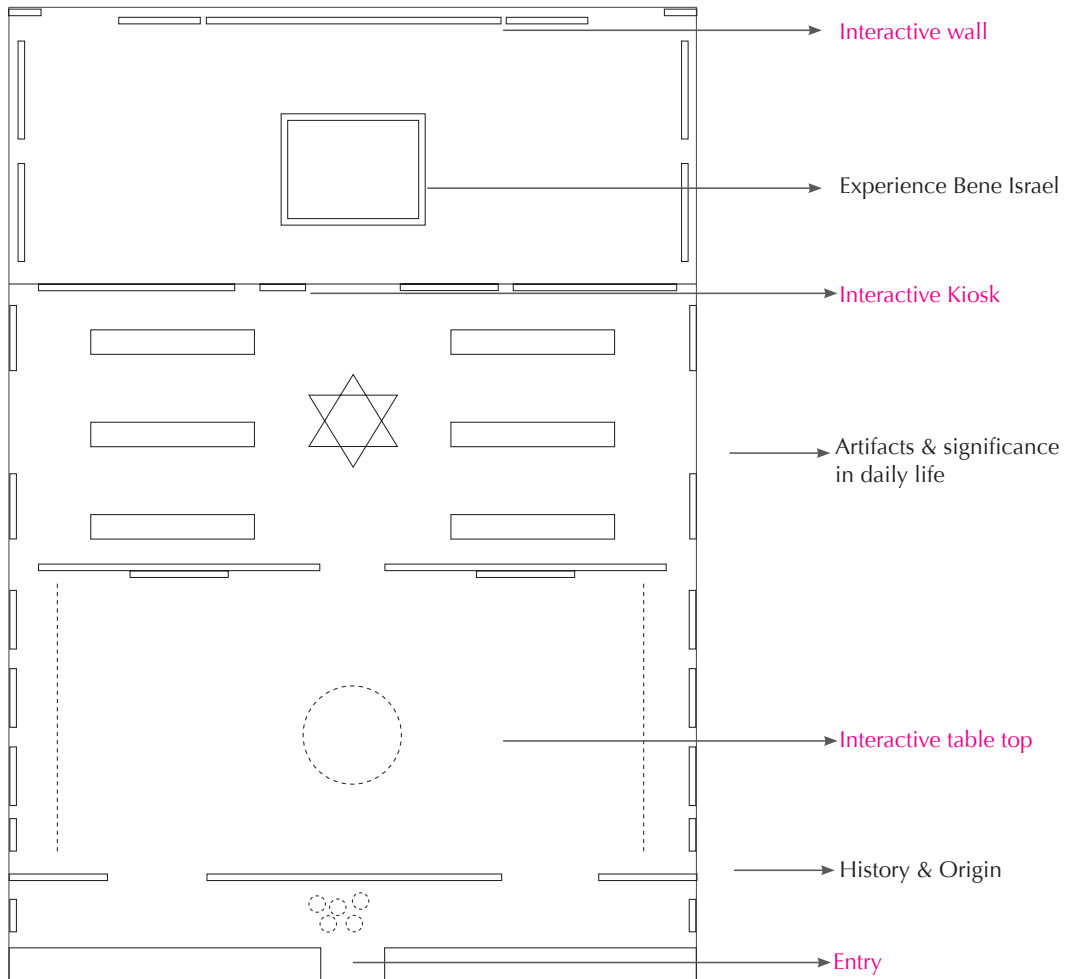 Interactive wall
Experience Bene Israel
Interactive Kiosk
Artifacts & significance
in daily life
Interactive table top
History & Origin
Entry